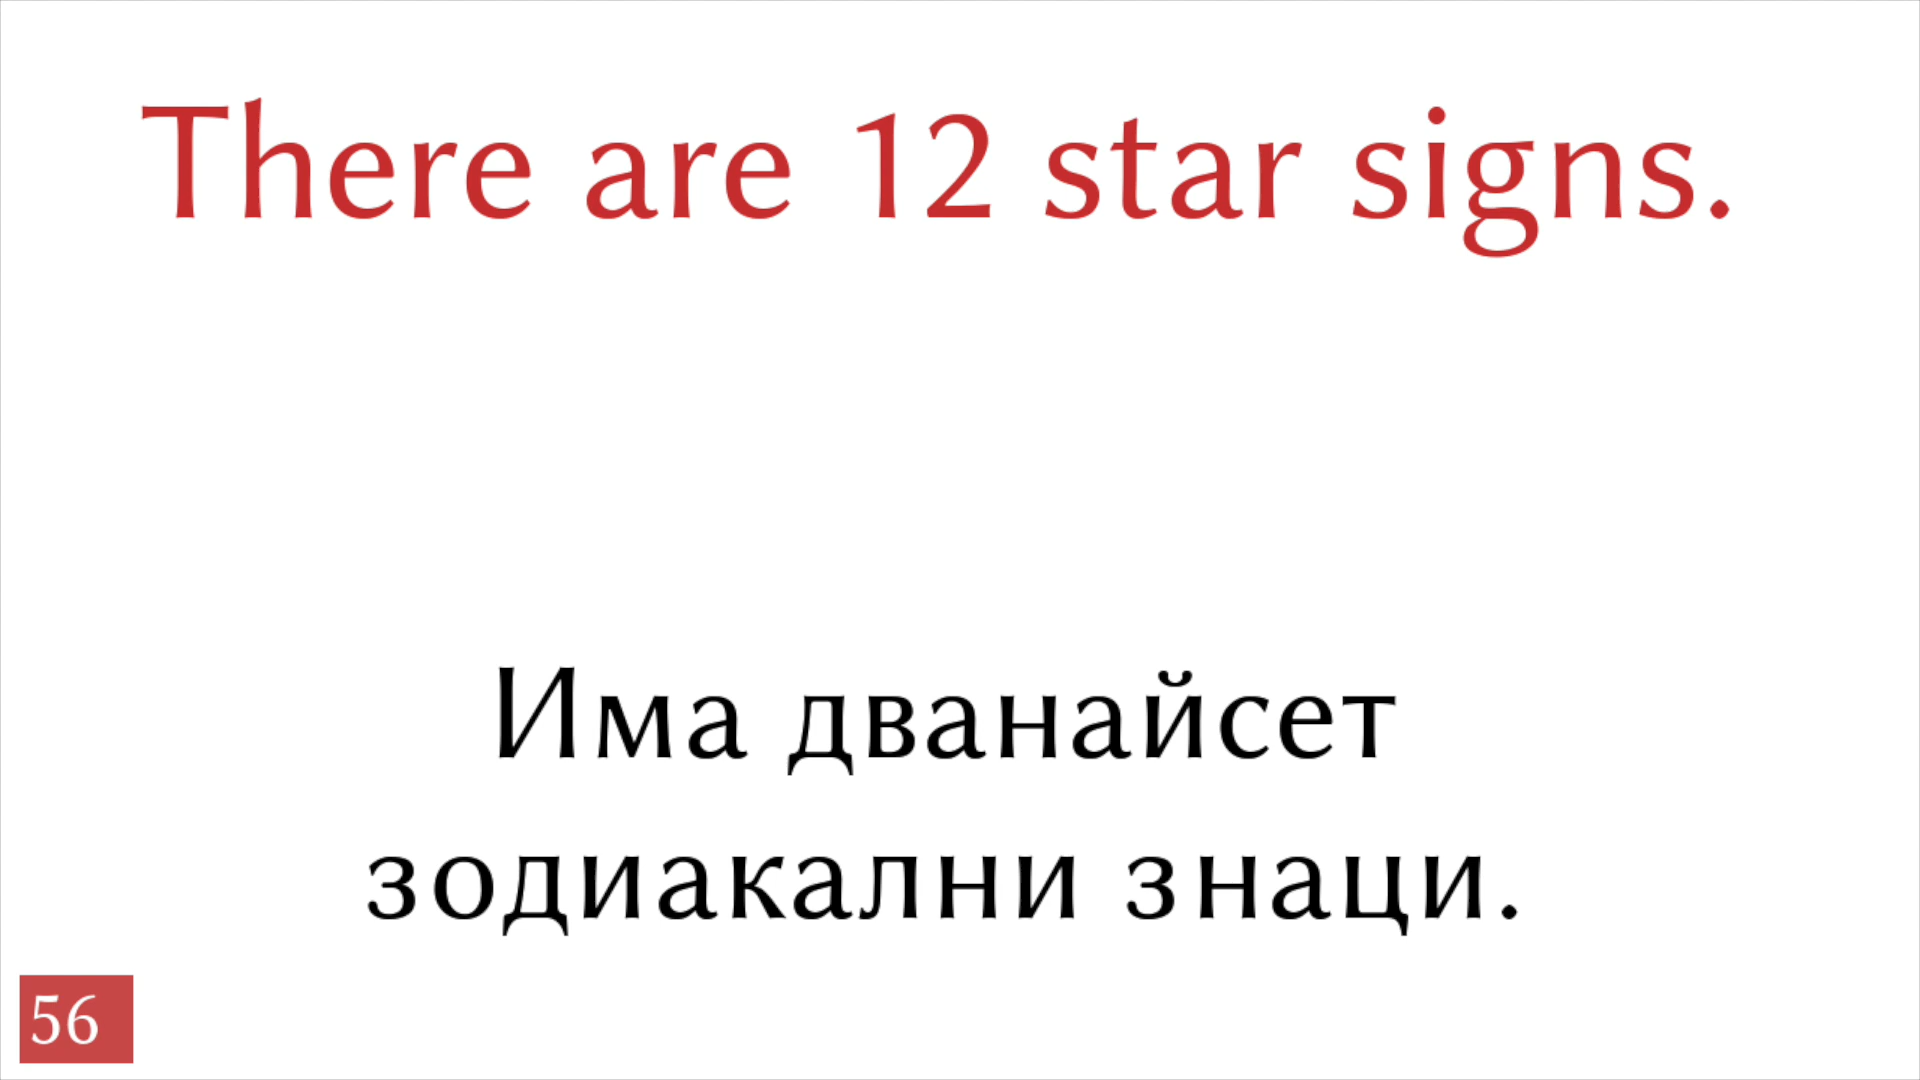 There are 12 star signs.
Има дванайсет
зодиакални знаци.
56